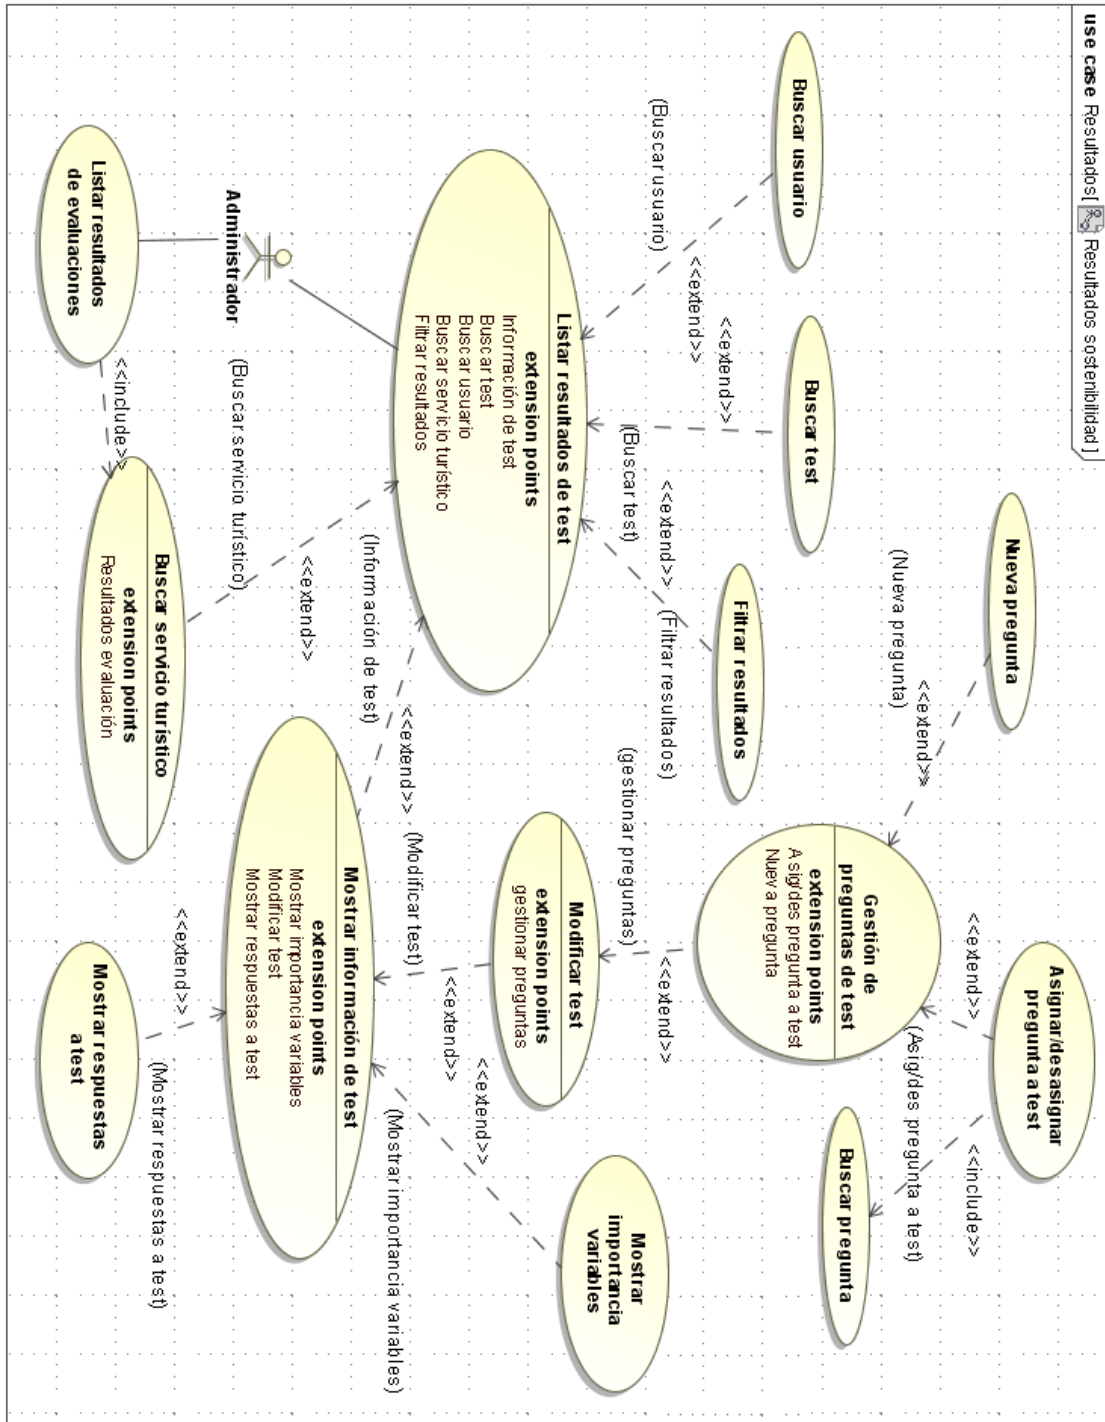 use case Resultados[ Resultados sostenibilidad ]
Buscar usuario
Buscar test
Nueva pregunta
Filtrar resultados
Asignar/desasignar
pregunta a test
Buscar pregunta
Gestión de
preguntas de test
extension points
Asig/des pregunta a test
Nueva pregunta
<<extend>>
(Nueva pregunta)
<<extend>>
(Asig/des pregunta a test)
<<include>>
(Buscar usuario)
<<extend>>
<<extend>>
(Buscar test)
<<extend>>
(Filtrar resultados)
(gestionar preguntas)
<<extend>>
Listar resultados de test
extension points
Información de test
Buscar test
Buscar usuario
Buscar servicio turístico
Filtrar resultados
Modificar test
extension points
gestionar preguntas
Mostrar
importancia
variables
(Modificar test)
<<extend>>
<<extend>>
(Mostrar importancia variables)
Administrador
(Información de test)
<<extend>>
Mostrar información de test
extension points
Mostrar importancia variables
Modificar test
Mostrar respuestas a test
(Buscar servicio turístico)
<<extend>>
Listar resultados
de evaluaciones
<<include>>
Buscar servicio turístico
extension points
Resultados evaluación
<<extend>>
(Mostrar respuestas a test)
Mostrar respuestas
a test